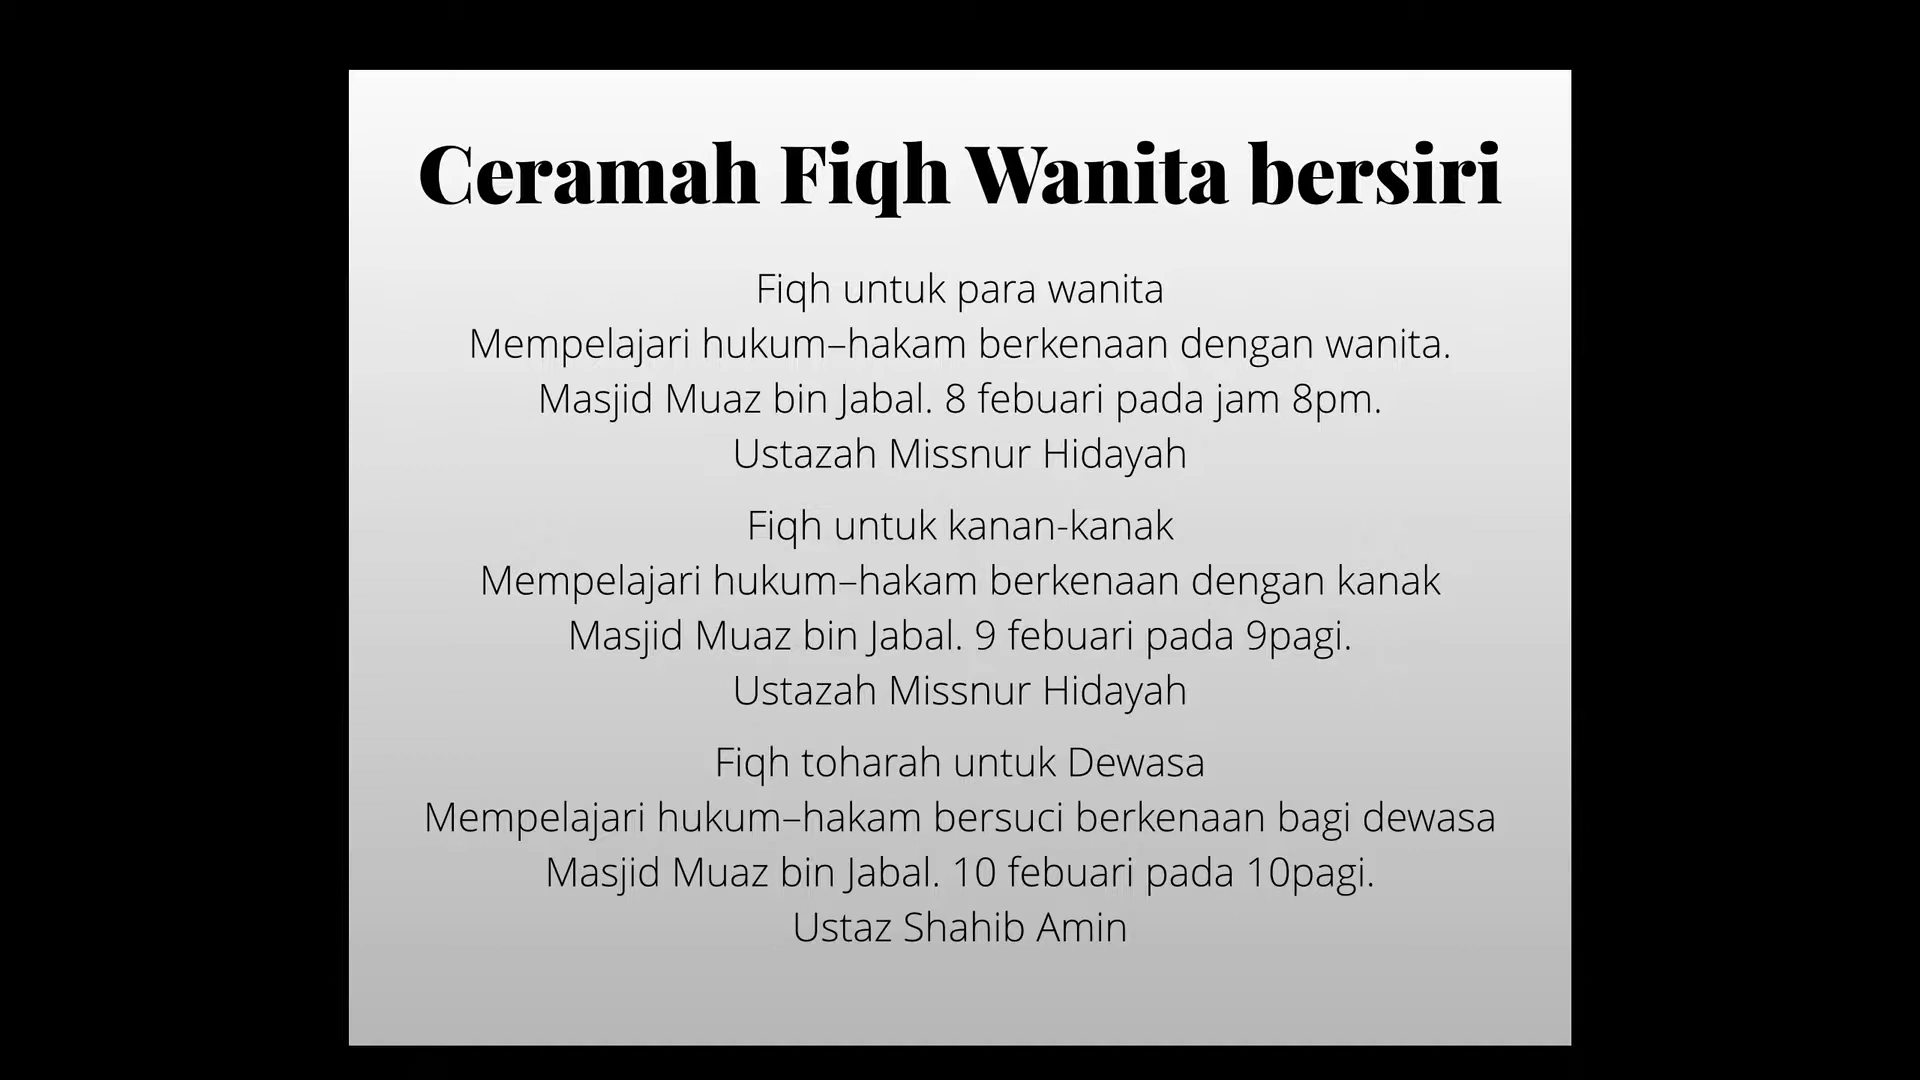 Ceramah Fiqh Wanita bersiri
Fiqh untuk para wanita
Mempelajari hukum–hakam berkenaan dengan wanita.
Masjid Muaz bin Jabal. 8 febuari pada jam 8pm.
Ustazah Missnur Hidayah
Fiqh untuk kanan-kanak
Mempelajari hukum–hakam berkenaan dengan kanak
Masjid Muaz bin Jabal. 9 febuari pada 9pagi.
Ustazah Missnur Hidayah
Fiqh toharah untuk Dewasa
Mempelajari hukum–hakam bersuci berkenaan bagi dewasa
Masjid Muaz bin Jabal. 10 febuari pada 10pagi.
Ustaz Shahib Amin